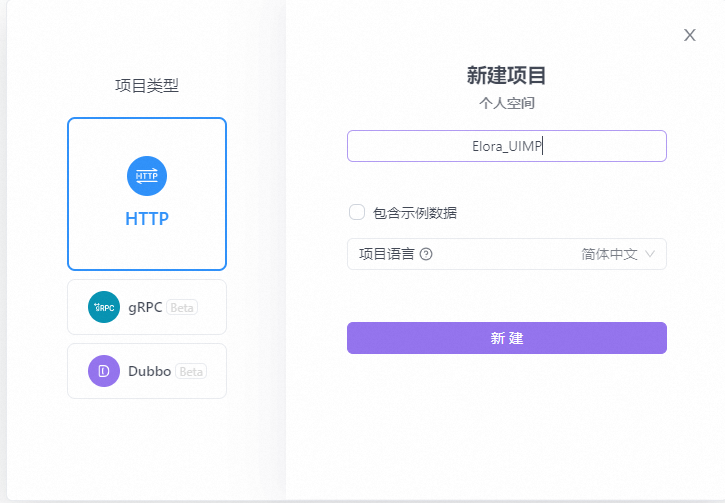 项目类型
HTTP
HTTP
gRPC
gRPC Beta
Dubbo Beta
X
新建项目
个人空间
Elora_UIMP
包含示例数据
项目语言 ?
简体中文
新 建